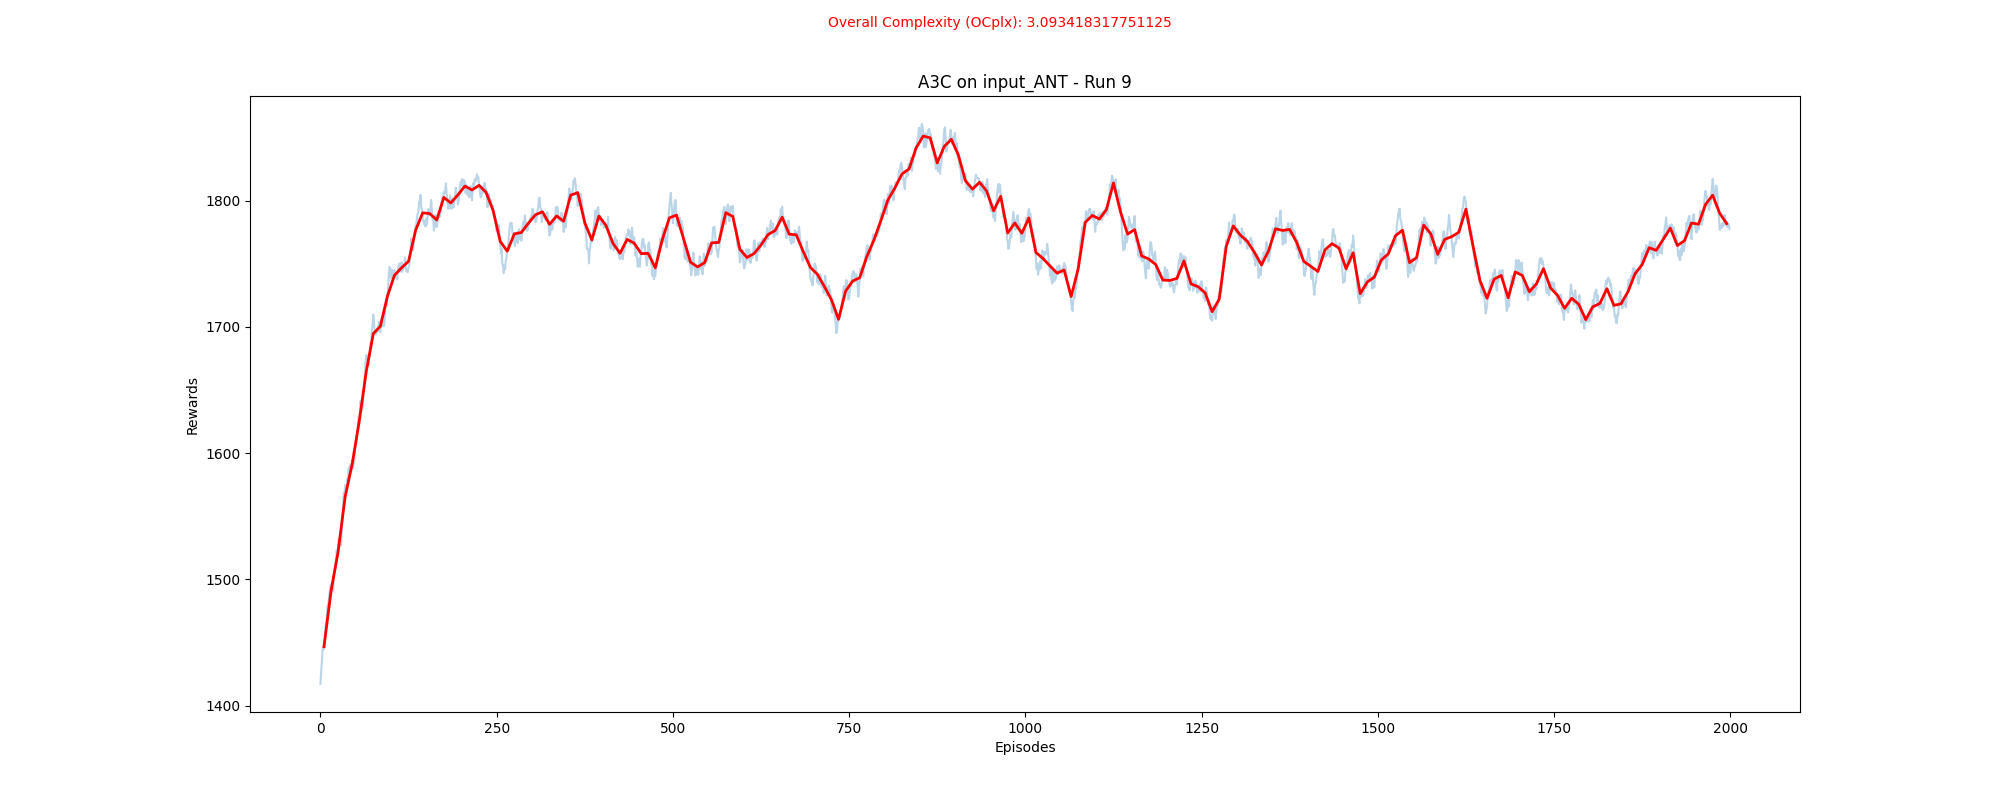 Overall Complexity (OCplx): 3.093418317751125
A3C on input_ANT - Run 9
Rewards
1800
1700
1600
1500
1400
0 250 500 750 1000 1250 1500 1750 2000
Episodes